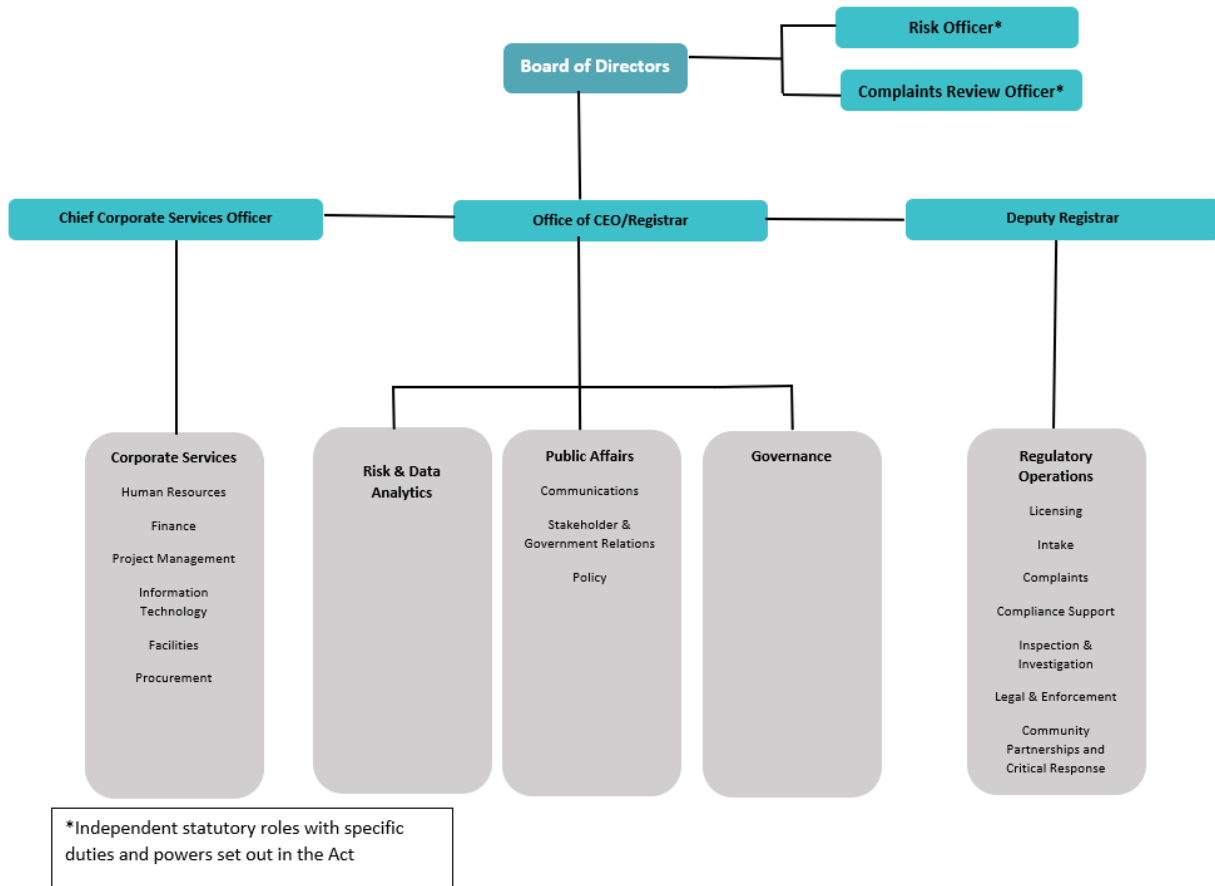 Risk Officer*
Board of Directors
Complaints Review Officer*
Chief Corporate Services Officer
Office of CEO/Registrar
Deputy Registrar
Corporate Services
Human Resources
Finance
Project Management
Information
Technology
Facilities
Procurement
Risk & Data
Analytics
Public Affairs
Communications
Stakeholder &
Government Relations
Policy
Governance
Regulatory
Operations
Licensing
Intake
Complaints
Compliance Support
Inspection &
Investigation
Legal & Enforcement
Community
Partnerships and
Critical Response
*Independent statutory roles with specific
duties and powers set out in the Act